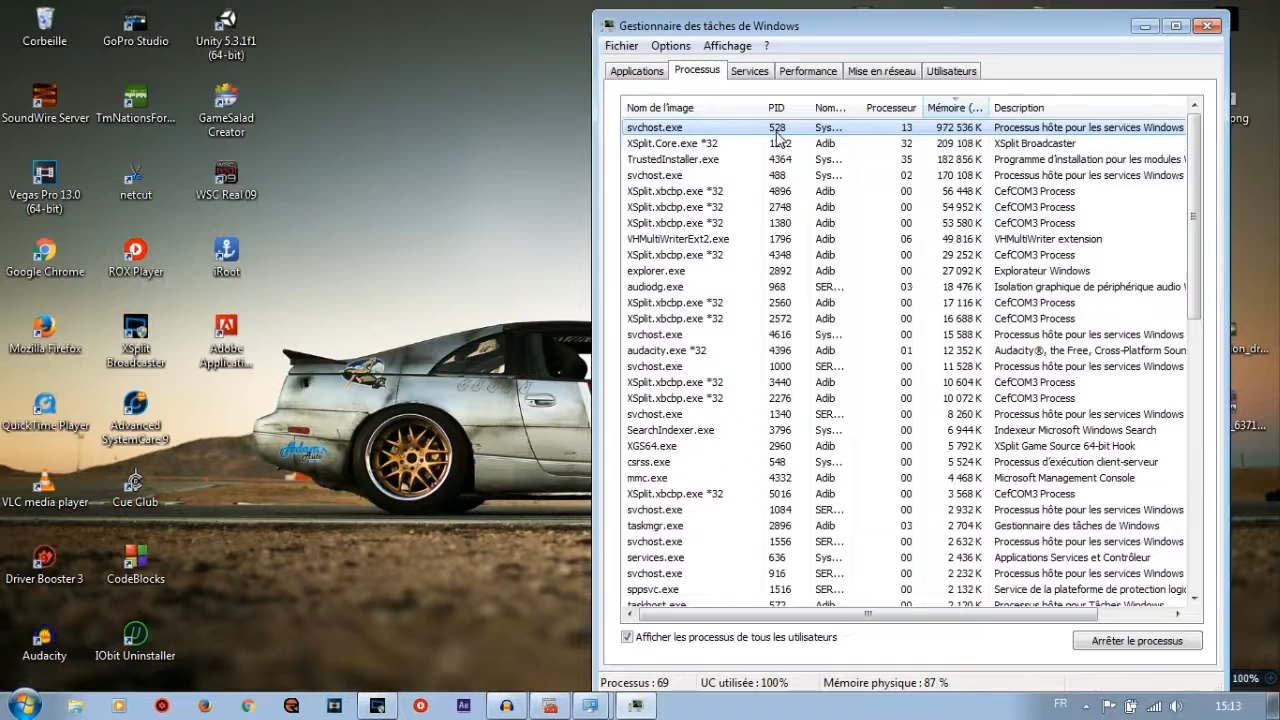 Corbeille
GoPro Studio
Unity 5.3.1f1
(64-bit)
SoundWire Server
TmNationsFor...
GameSalad
Creator
Vegas Pro 13.0
(64-bit)
netcut
WSC Real 09
Google Chrome
ROX Player
iRoot
Mozilla Firefox
XSplit
Broadcaster
Adobe
Applicati...
QuickTime Player
Advanced
SystemCare 9
VLC media player
Cue Club
Driver Booster 3
CodeBlocks
Audacity
IObit Uninstaller
Gestionnaire des tâches de Windows
Fichier Options Affichage ?
Applications Processus Services Performance Mise en réseau Utilisateurs
Nom de l'image PID Nom... Processeur Mémoire (... Description
svchost.exe 528 Sys... 13 972 536 K Processus hôte pour les services Windows
XSplit.Core.exe *32 Adib 32 209 108 K XSplit Broadcaster
TrustedInstaller.exe 4364 Sys... 35 182 856 K Programme d'installation pour les modules
svchost.exe 488 Sys... 02 170 108 K Processus hôte pour les services Windows
XSplit.xbcbp.exe *32 4896 Adib 00 56 448 K CefCOM3 Process
XSplit.xbcbp.exe *32 2748 Adib 00 54 952 K CefCOM3 Process
XSplit.xbcbp.exe *32 1380 Adib 00 53 580 K CefCOM3 Process
VHMultiWriterExt2.exe 1796 Adib 06 49 816 K VHMultiWriter extension
XSplit.xbcbp.exe *32 4348 Adib 00 29 252 K CefCOM3 Process
explorer.exe 2892 Adib 00 27 092 K Explorateur Windows
audiodg.exe 968 SER... 03 18 476 K Isolation graphique de périphérique audio
XSplit.xbcbp.exe *32 2560 Adib 00 17 116 K CefCOM3 Process
XSplit.xbcbp.exe *32 2572 Adib 00 16 688 K CefCOM3 Process
svchost.exe 4616 Sys... 00 15 588 K Processus hôte pour les services Windows
audacity.exe *32 4396 Adib 01 12 352 K Audacity®, the Free, Cross-Platform Soun
svchost.exe 1000 SER... 00 11 528 K Processus hôte pour les services Windows
XSplit.xbcbp.exe *32 3440 Adib 00 10 604 K CefCOM3 Process
XSplit.xbcbp.exe *32 2276 Adib 00 10 072 K CefCOM3 Process
svchost.exe 1340 SER... 00 8 260 K Processus hôte pour les services Windows
SearchIndexer.exe 3796 Sys... 00 6 944 K Indexeur Microsoft Windows Search
XGS64.exe 2960 Adib 00 5 792 K XSplit Game Source 64-bit Hook
csrss.exe 548 Sys... 00 5 524 K Processus d'exécution client-serveur
mmc.exe 4332 Adib 00 4 468 K Microsoft Management Console
XSplit.xbcbp.exe *32 5016 Adib 00 3 568 K CefCOM3 Process
svchost.exe 1084 SER... 00 2 932 K Processus hôte pour les services Windows
taskmgr.exe 2896 Adib 03 2 704 K Gestionnaire des tâches de Windows
svchost.exe 1556 SER... 00 2 632 K Processus hôte pour les services Windows
services.exe 636 Sys... 00 2 436 K Applications Services et Contrôleur
svchost.exe 916 SER... 00 2 232 K Processus hôte pour les services Windows
sppsvc.exe 1516 SER... 00 2 132 K Service de la plateforme de protection logic
taskhost.exe 572 Adib 00 2 120 K Processus hôte pour Tâches Windows
Afficher les processus de tous les utilisateurs
Arrêter le processus
Processus : 69 UC utilisée : 100% Mémoire physique : 87 %
ong
on_dr...
_6371...
100%
FR
15:13